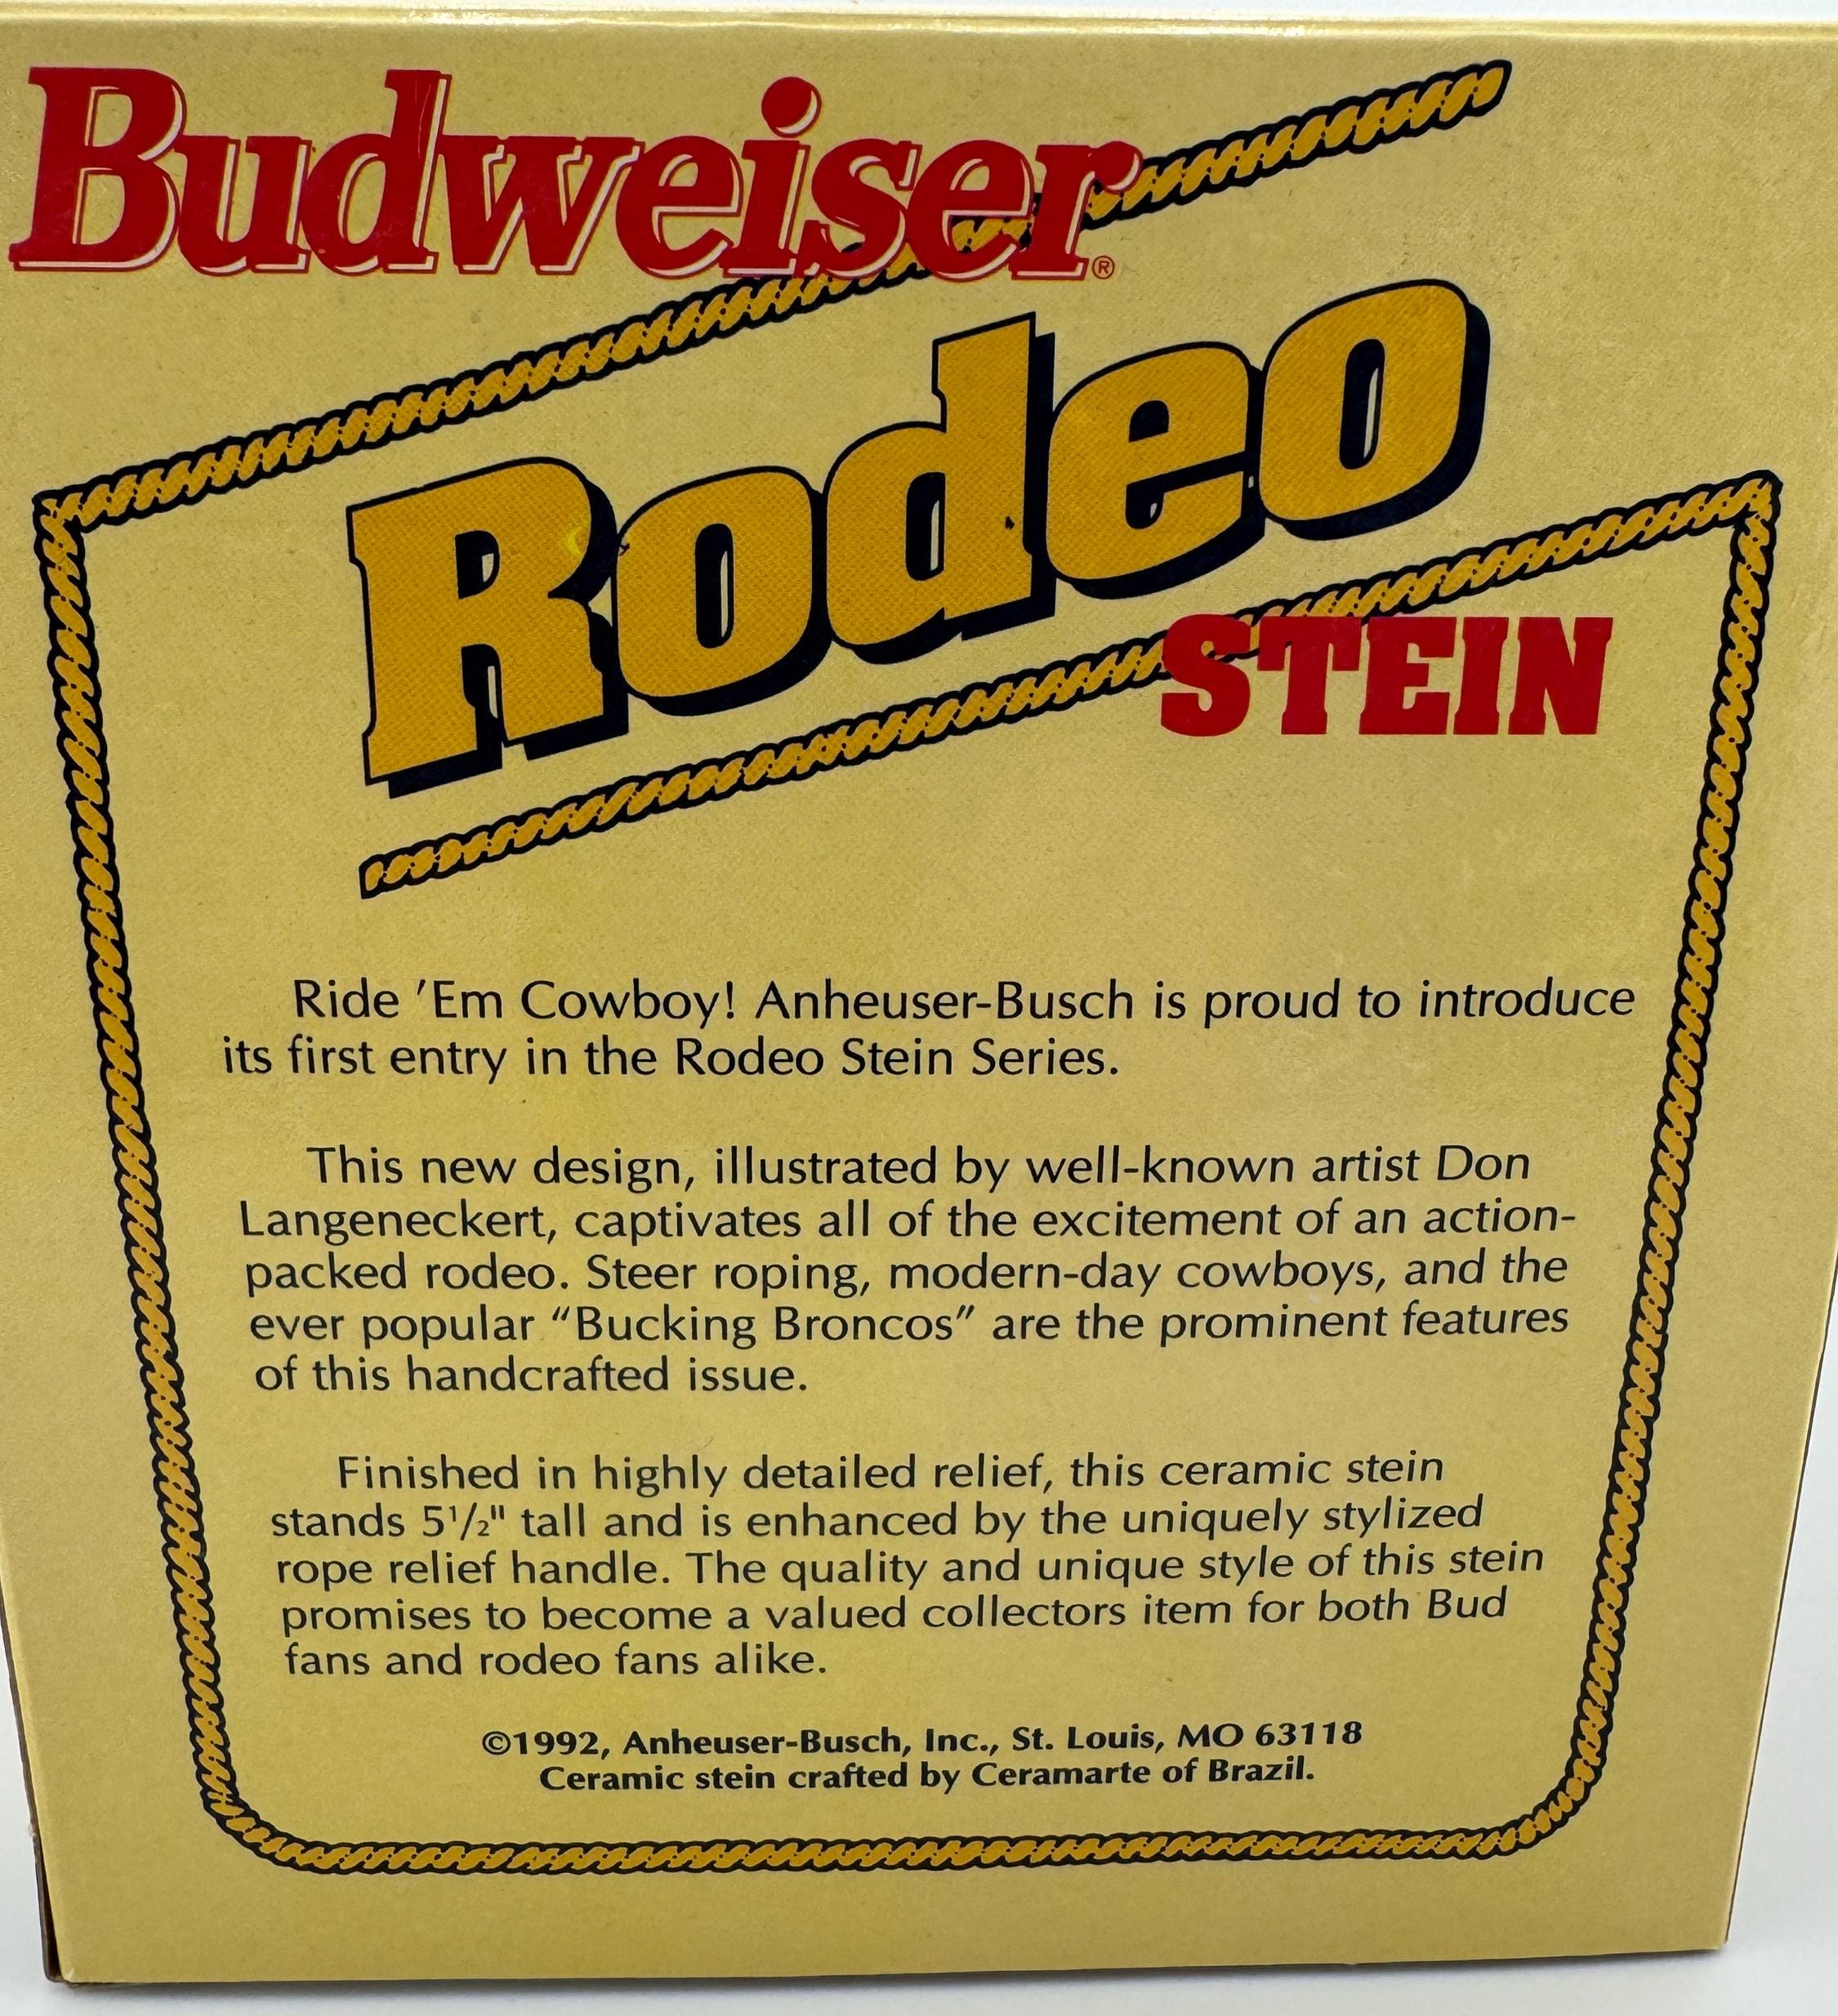 Budweiser®
Rodeo
STEIN
Ride 'Em Cowboy! Anheuser-Busch is proud to introduce
its first entry in the Rodeo Stein Series.
This new design, illustrated by well-known artist Don
Langeneckert, captivates all of the excitement of an action-
packed rodeo. Steer roping, modern-day cowboys, and the
ever popular "Bucking Broncos" are the prominent features
of this handcrafted issue.
Finished in highly detailed relief, this ceramic stein
stands 5 1/2" tall and is enhanced by the uniquely stylized
rope relief handle. The quality and unique style of this stein
promises to become a valued collectors item for both Bud
fans and rodeo fans alike.
©1992, Anheuser-Busch, Inc., St. Louis, MO 63118
Ceramic stein crafted by Ceramarte of Brazil.